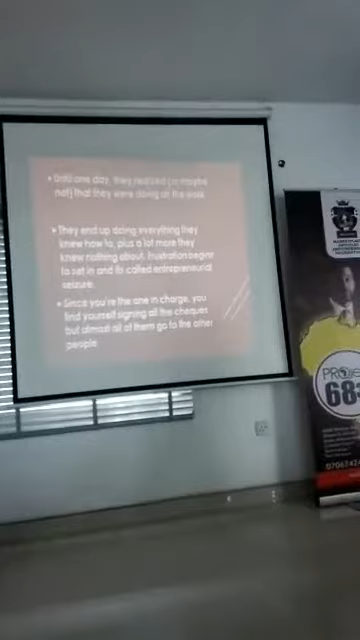 • Until one day, they realized (or maybe
not) that they were doing all the work
• They end up doing everything they
knew how to, plus a lot more they
knew nothing about. Frustration begins
to set in and its called entrepreneurial
seizure.
• Since you're the one in charge, you
find yourself signing all the cheques
but almost all of them go to the other
people
PROJE
68